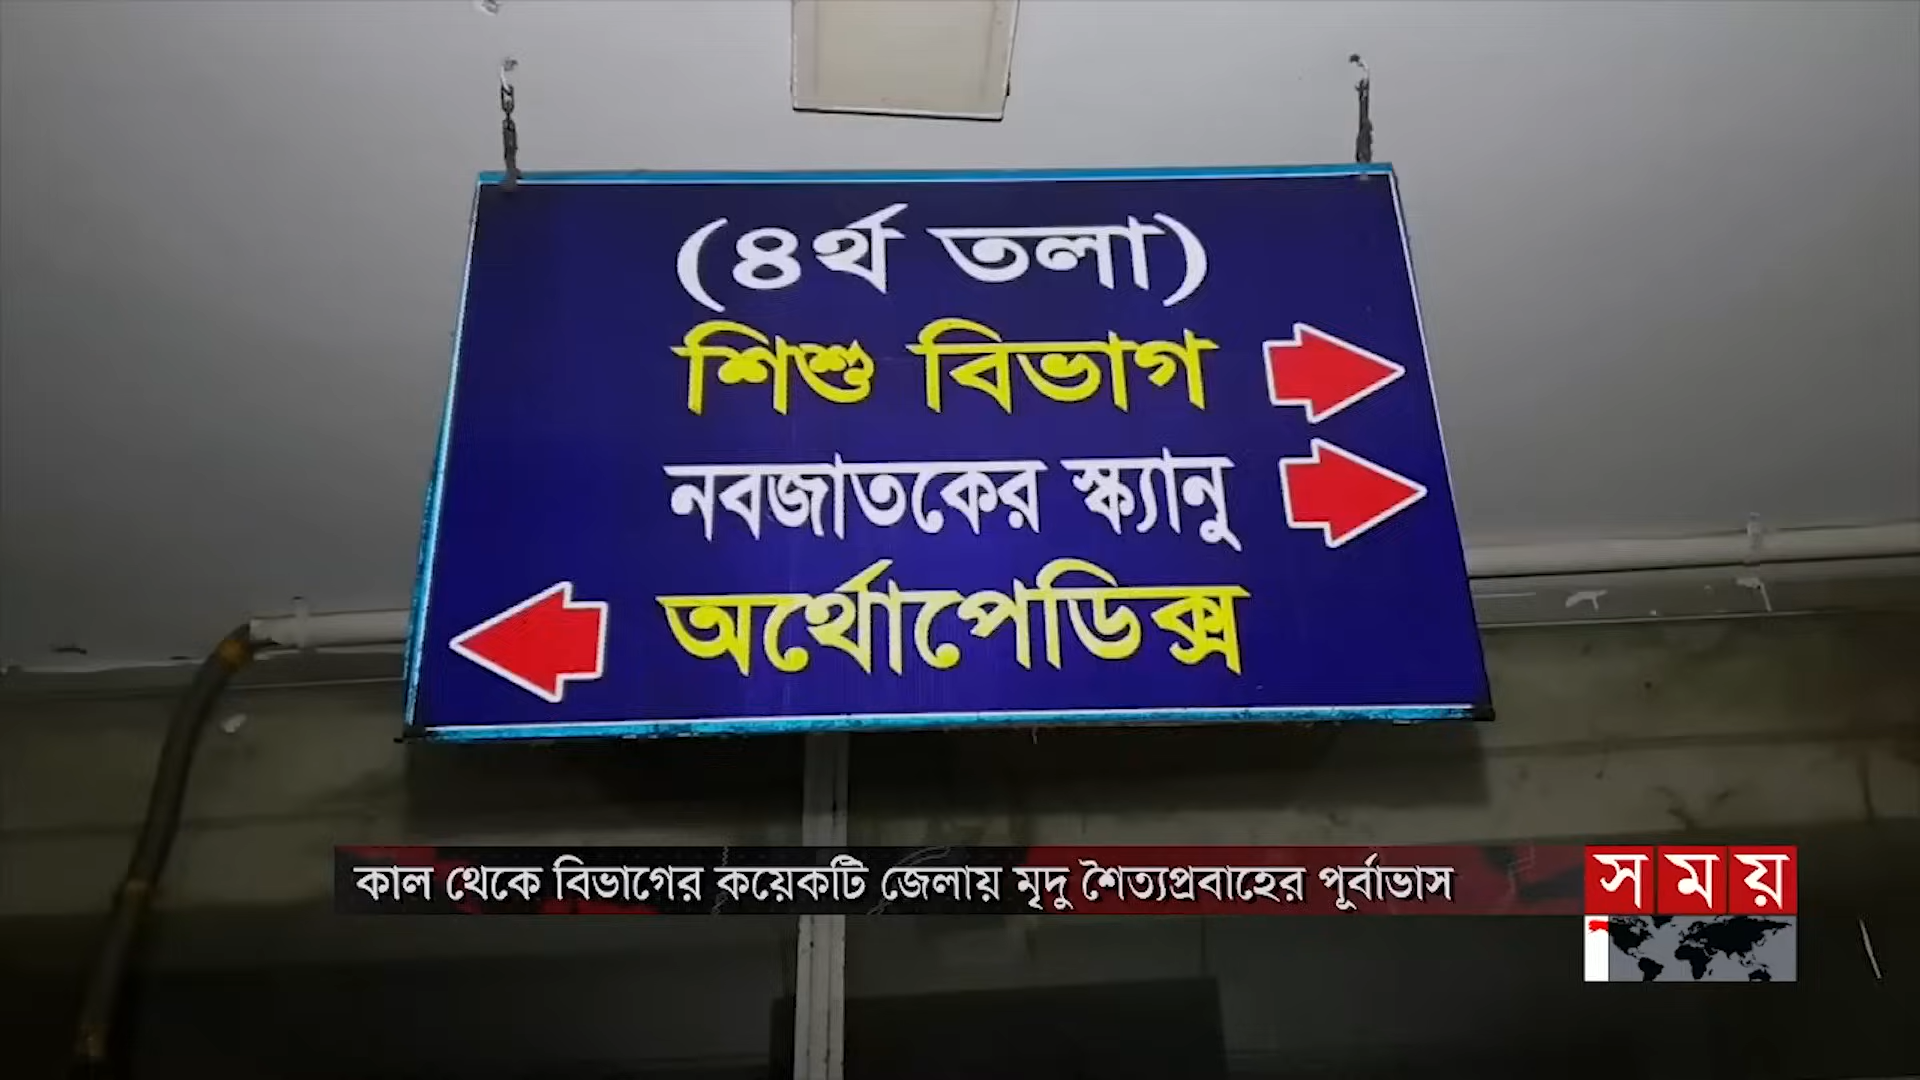 (৪র্থ তলা)
শিশু বিভাগ
নবজাতকের স্ক্যানু
অর্থোপেডিক্স
কাল থেকে বিভাগের কয়েকটি জেলায় মৃদু শৈত্যপ্রবাহের পূর্বাভাস
সময়